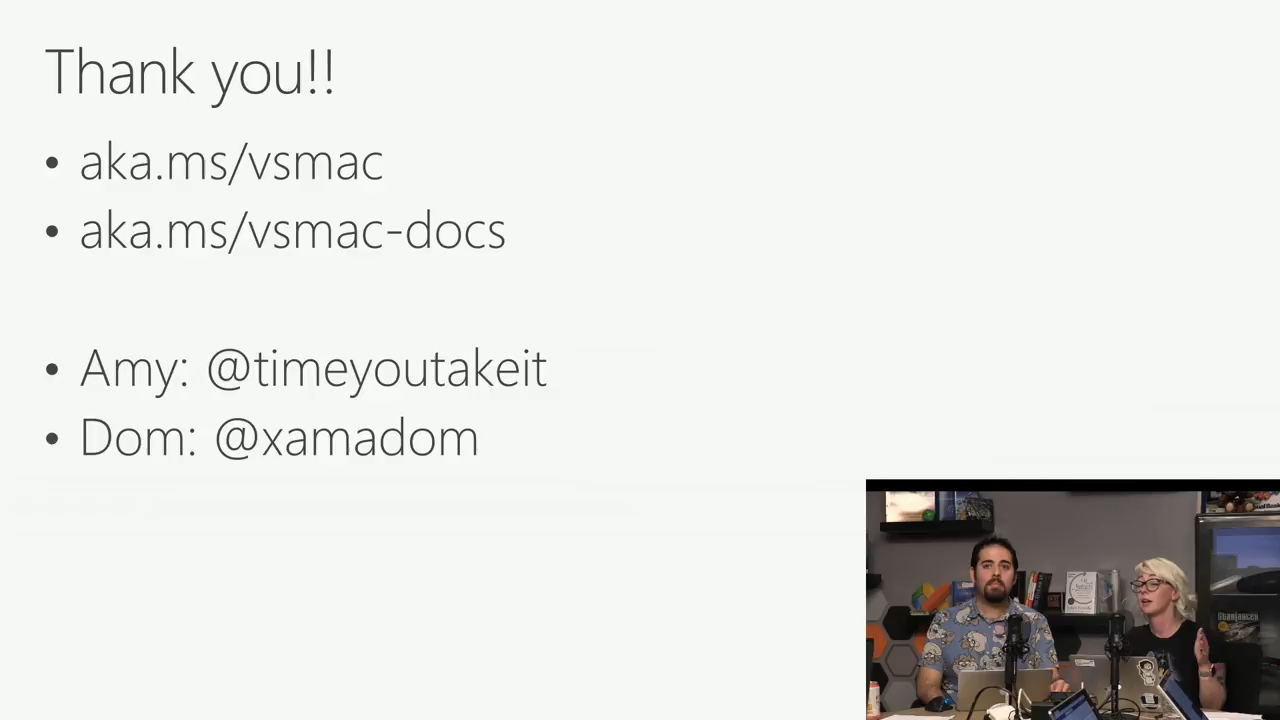 Thank you!!
• aka.ms/vsmac
• aka.ms/vsmac-docs
• Amy: @timeyoutakeit
• Dom: @xamadom